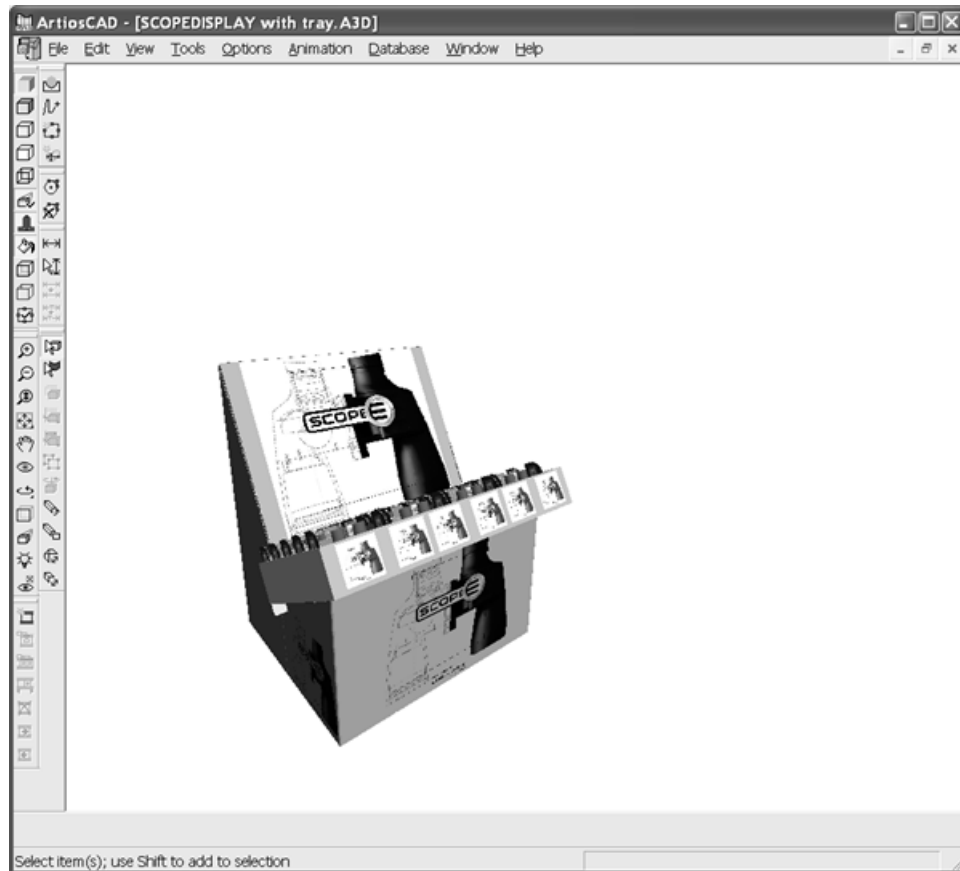 ArtiosCAD - [SCOPEDISPLAY with tray.A3D]
File Edit View Tools Options Animation Database Window Help
SCOPE
SCOPE
Select item(s); use Shift to add to selection